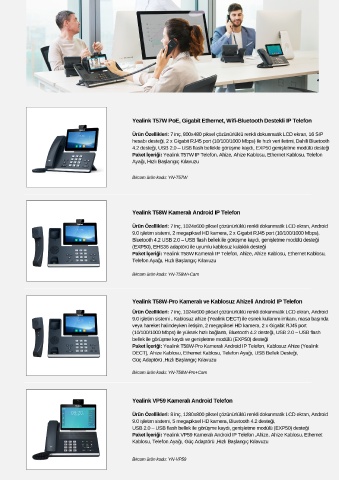 Yealink T57W PoE, Gigabit Ethernet, Wifi-Bluetooth Destekli IP Telefon
Ürün Özellikleri: 7 inç, 800x480 piksel çözünürlüklü renkli dokunmatik LCD ekran, 16 SIP
hesabı desteği, 2 x Gigabit RJ45 port (10/100/1000 Mbps) ile hızlı veri iletimi, Dahili Bluetooth
4.2 desteği, USB 2.0 – USB flash bellek ile görüşme kaydı, EXP50 genişletme modülü desteği
Paket İçeriği: Yealink T57W IP Telefon, Ahize, Ahize Kablosu, Ethernet Kablosu, Telefon
Ayağı, Hızlı Başlangıç Kılavuzu
Bircom ürün kodu: YN-T57W
Yealink T58W Kameralı Android IP Telefon
Ürün Özellikleri: 7 inç, 1024x600 piksel çözünürlüklü renkli dokunmatik LCD ekran, Android
9.0 işletim sistemi, 2 megapiksel HD kamera, 2 x Gigabit RJ45 port (10/100/1000 Mbps),
Bluetooth 4.2 USB 2.0 – USB flash bellek ile görüşme kaydı, genişletme modülü desteği
(EXP50), EHS35 adaptörü ile uyumlu kablosuz kulaklık desteği
Paket İçeriği: Yealink T58W Kameralı IP Telefon, Ahize, Ahize Kablosu, Ethernet Kablosu,
Telefon Ayağı, Hızlı Başlangıç Kılavuzu
Bircom ürün kodu: YN-T58W+Cam
Yealink T58W-Pro Kameralı ve Kablosuz Ahizeli Android IP Telefon
Ürün Özellikleri: 7 inç, 1024x600 piksel çözünürlüklü renkli dokunmatik LCD ekran, Android
9.0 işletim sistemi, Kablosuz ahize (Yealink DECT) ile esnek kullanım imkanı, masa başında
veya hareket halindeyken iletişim, 2 megapiksel HD kamera, 2 x Gigabit RJ45 port
(10/100/1000 Mbps) ile yüksek hızlı bağlantı, Bluetooth 4.2 desteği, USB 2.0 – USB flash
bellek ile görüşme kaydı ve genişletme modülü (EXP50) desteği
Paket İçeriği: Yealink T58W-Pro Kameralı Android IP Telefon, Kablosuz Ahize (Yealink
DECT), Ahize Kablosu, Ethernet Kablosu, Telefon Ayağı, USB Bellek Desteği,
Güç Adaptörü, Hızlı Başlangıç Kılavuzu
Bircom ürün kodu: YN-T58W-Pro+Cam
Yealink VP59 Kameralı Android Telefon
Ürün Özellikleri: 8 inç, 1280x800 piksel çözünürlüklü renkli dokunmatik LCD ekran, Android
9.0 işletim sistemi, 5 megapiksel HD kamera, Bluetooth 4.2 desteği,
USB 2.0 – USB flash bellek ile görüşme kaydı, genişletme modülü (EXP50) desteği
Paket İçeriği: Yealink VP59 Kameralı Android IP Telefon, Ahize, Ahize Kablosu, Ethernet
Kablosu, Telefon Ayağı, Güç Adaptörü, Hızlı Başlangıç Kılavuzu
Bircom ürün kodu: YN-VP59